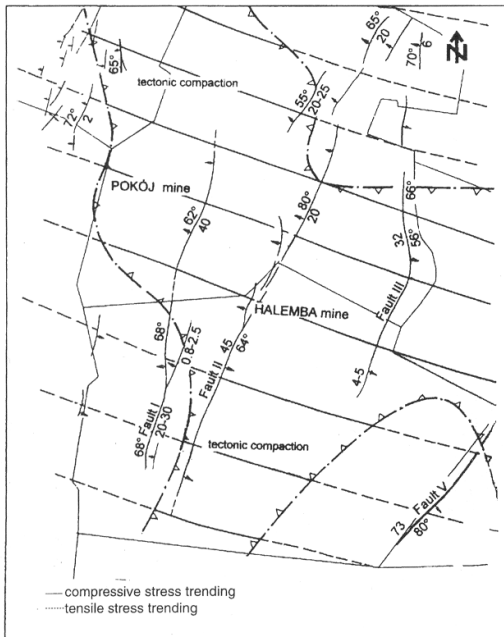 65°
20
70°
6
N
65°
tectonic compaction
55°
20-25
72°
2
POKÓJ mine
62°
40
80°
20
66°
32
56°
HALEMBA mine
Fault III
68°
0.8-2.5
45
64°
Fault II
4-5
Fault I
68°
20-30
tectonic compaction
Fault V
73
80°
compressive stress trending
tensile stress trending